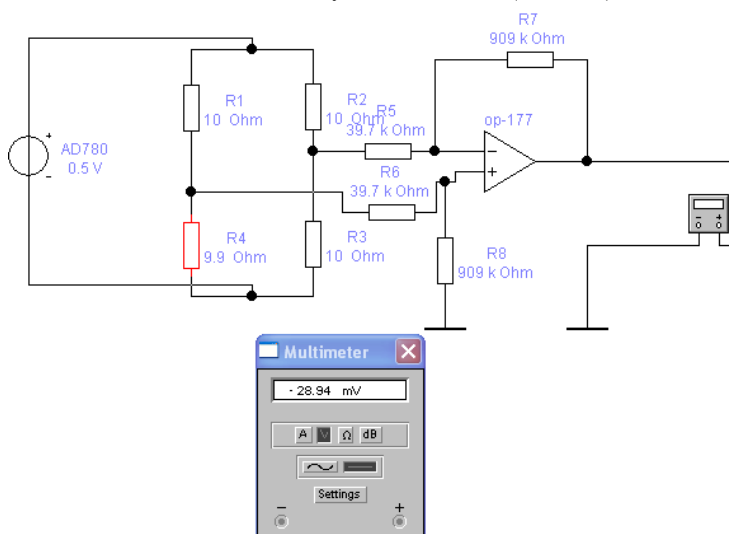 R7
909 k Ohm
R1
10 Ohm
R2
10 Ohm
R5
39.7 k Ohm
op-177
AD780
0.5 V
+
-
-
+
R6
39.7 k Ohm
R4
9.9 Ohm
R3
10 Ohm
R8
909 k Ohm
- +
Multimeter
- 28.94 mV
A V Ω dB
Settings
- +